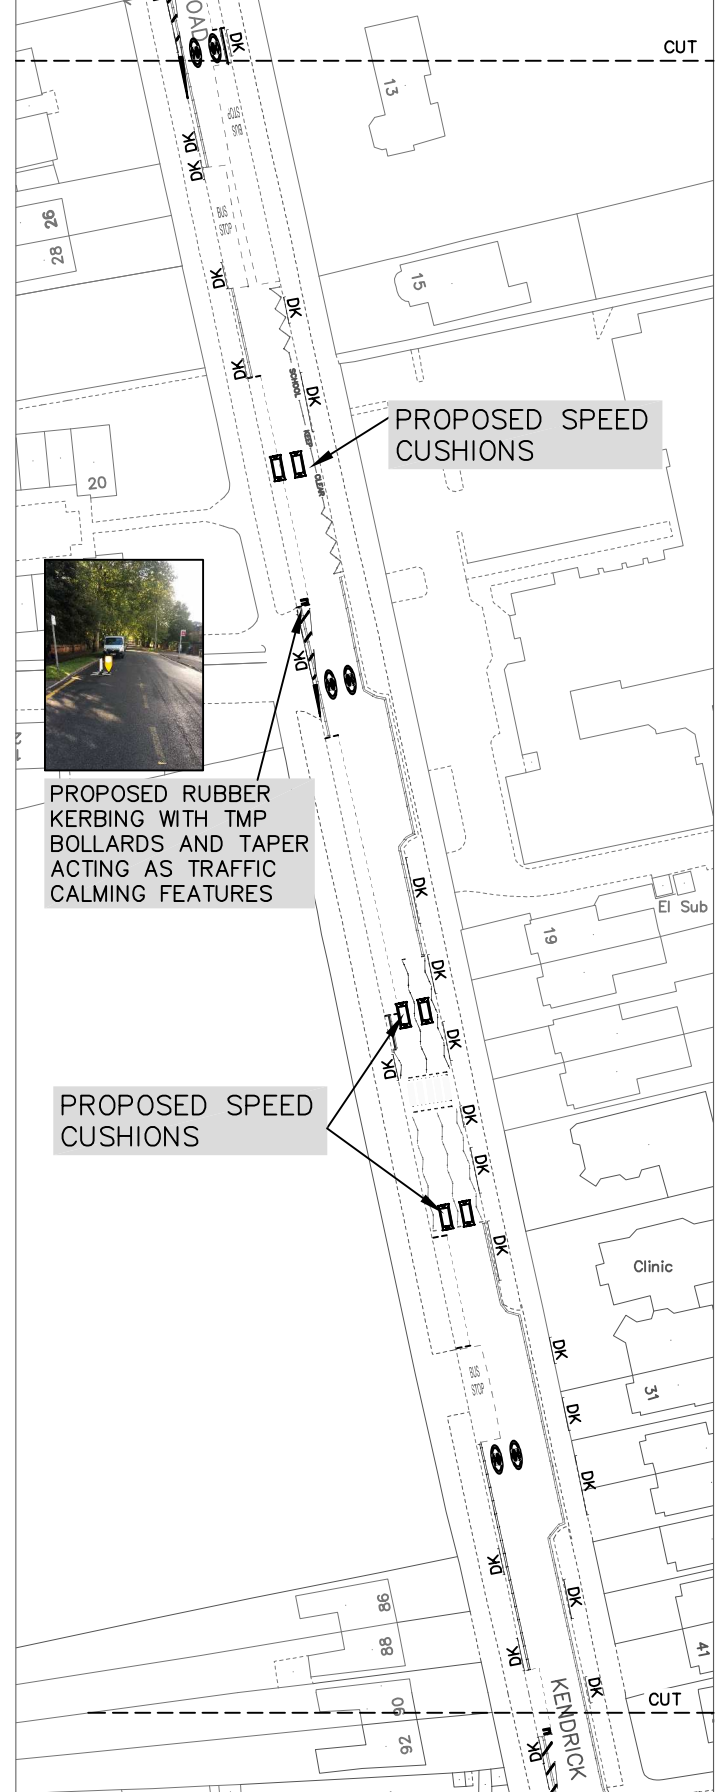 ROAD
DK
CUT
13
STOP
BUS
DK
DK
26
BUS
STOP
28
DK
15
DK
DK
SCHOOL
DK
PROPOSED SPEED
CUSHIONS
KEEP
CLEAR
20
DK
PROPOSED RUBBER
KERBING WITH TMP
BOLLARDS AND TAPER
ACTING AS TRAFFIC
CALMING FEATURES
DK
El Sub
19
DK
DK
DK
PROPOSED SPEED
CUSHIONS
DK
DK
DK
Clinic
DK
BUS
STOP
31
DK
DK
DK
86
DK
88
DK
41
DK
KENDRICK
90
CUT
92
DK